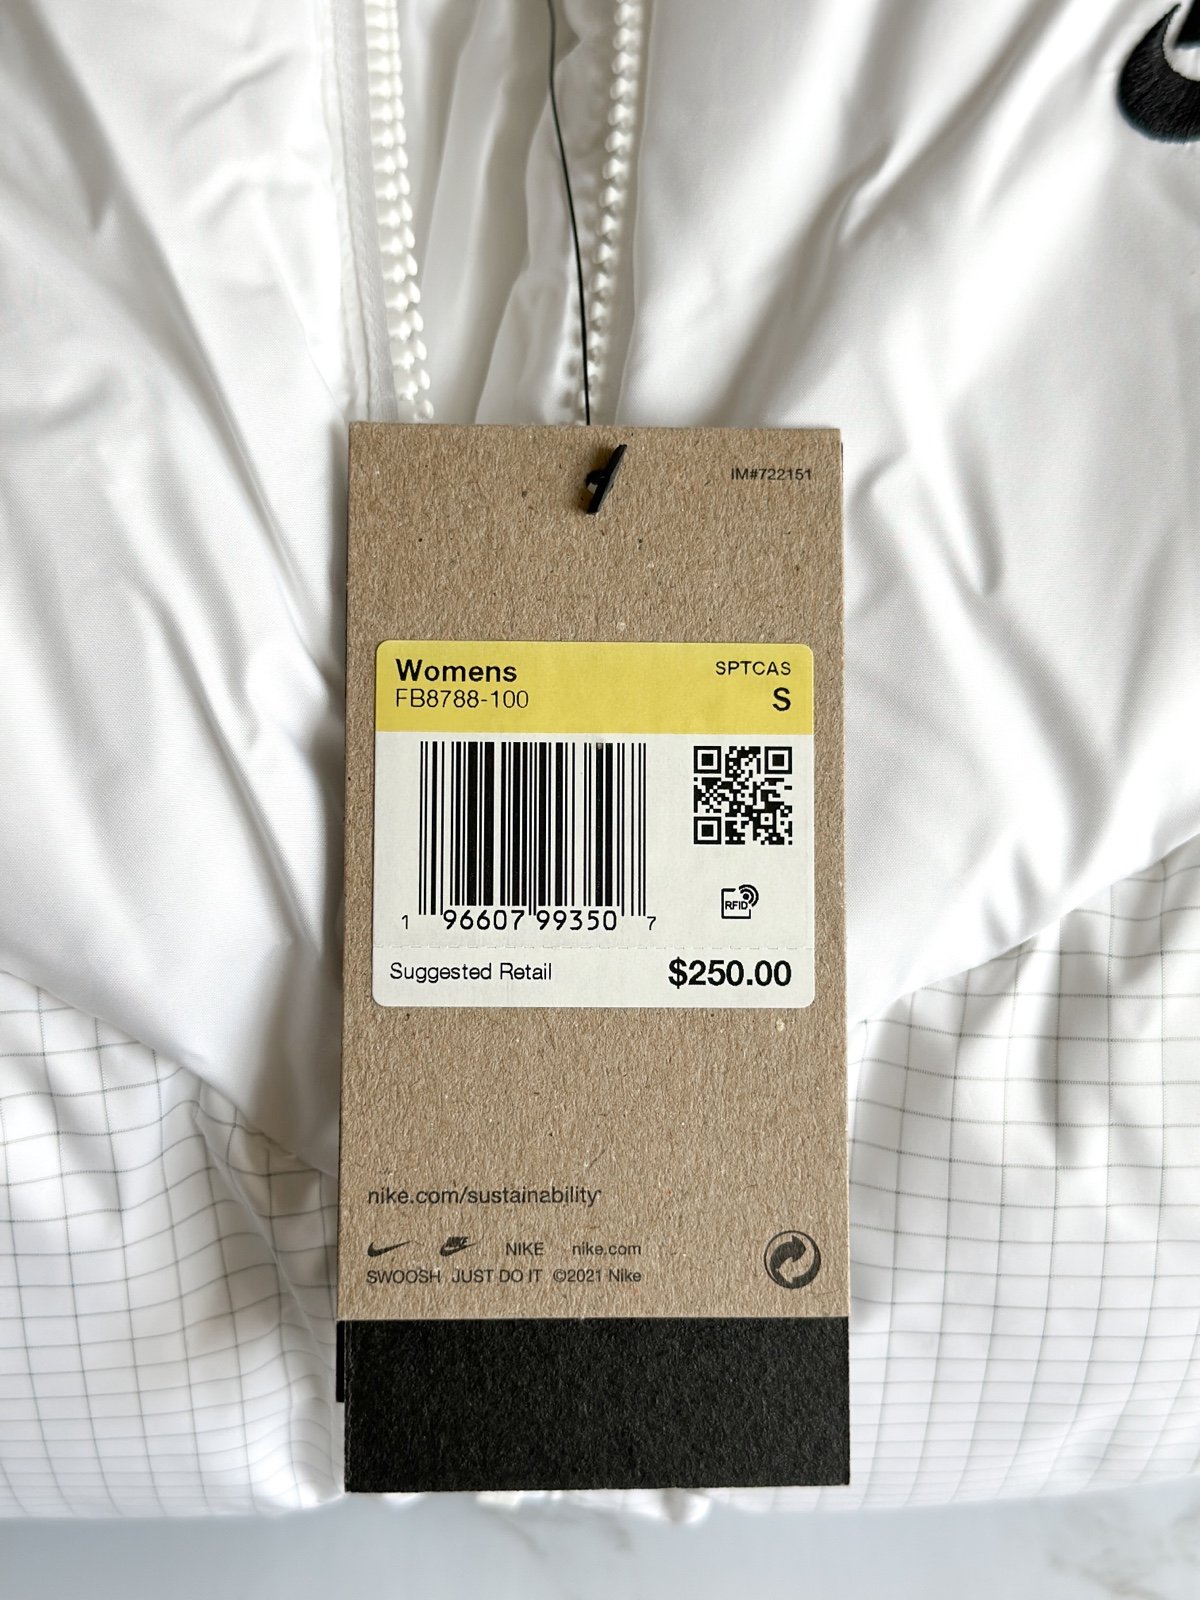 IM#722151
Womens
SPTCAS
FB8788-100
S
1 96607 99350 7
RFID
Suggested Retail
$250.00
nike.com/sustainability
NIKE NIKE nike.com
SWOOSH JUST DO IT ©2021 Nike